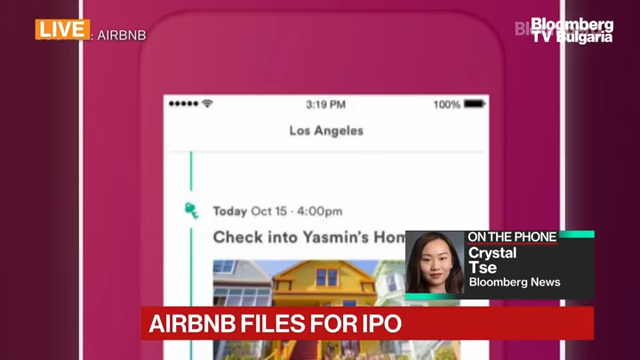 LIVE
: AIRBNB
Bloomberg
TV Bulgaria
3:19 PM
100%
Los Angeles
Today Oct 15 · 4:00pm
Check into Yasmin's Hom
ON THE PHONE
Crystal
Tse
Bloomberg News
AIRBNB FILES FOR IPO